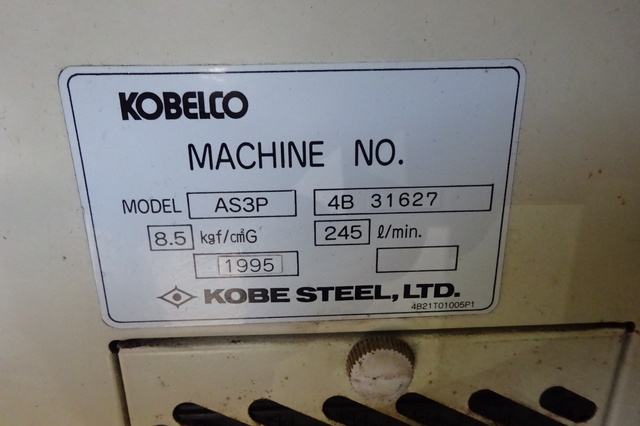 KOBELCO
MACHINE NO.
MODEL AS3P 4B 31627
8.5 kgf/c㎡G 245 ℓ/min.
1995
KOBE STEEL, LTD.
4B21T01005P1